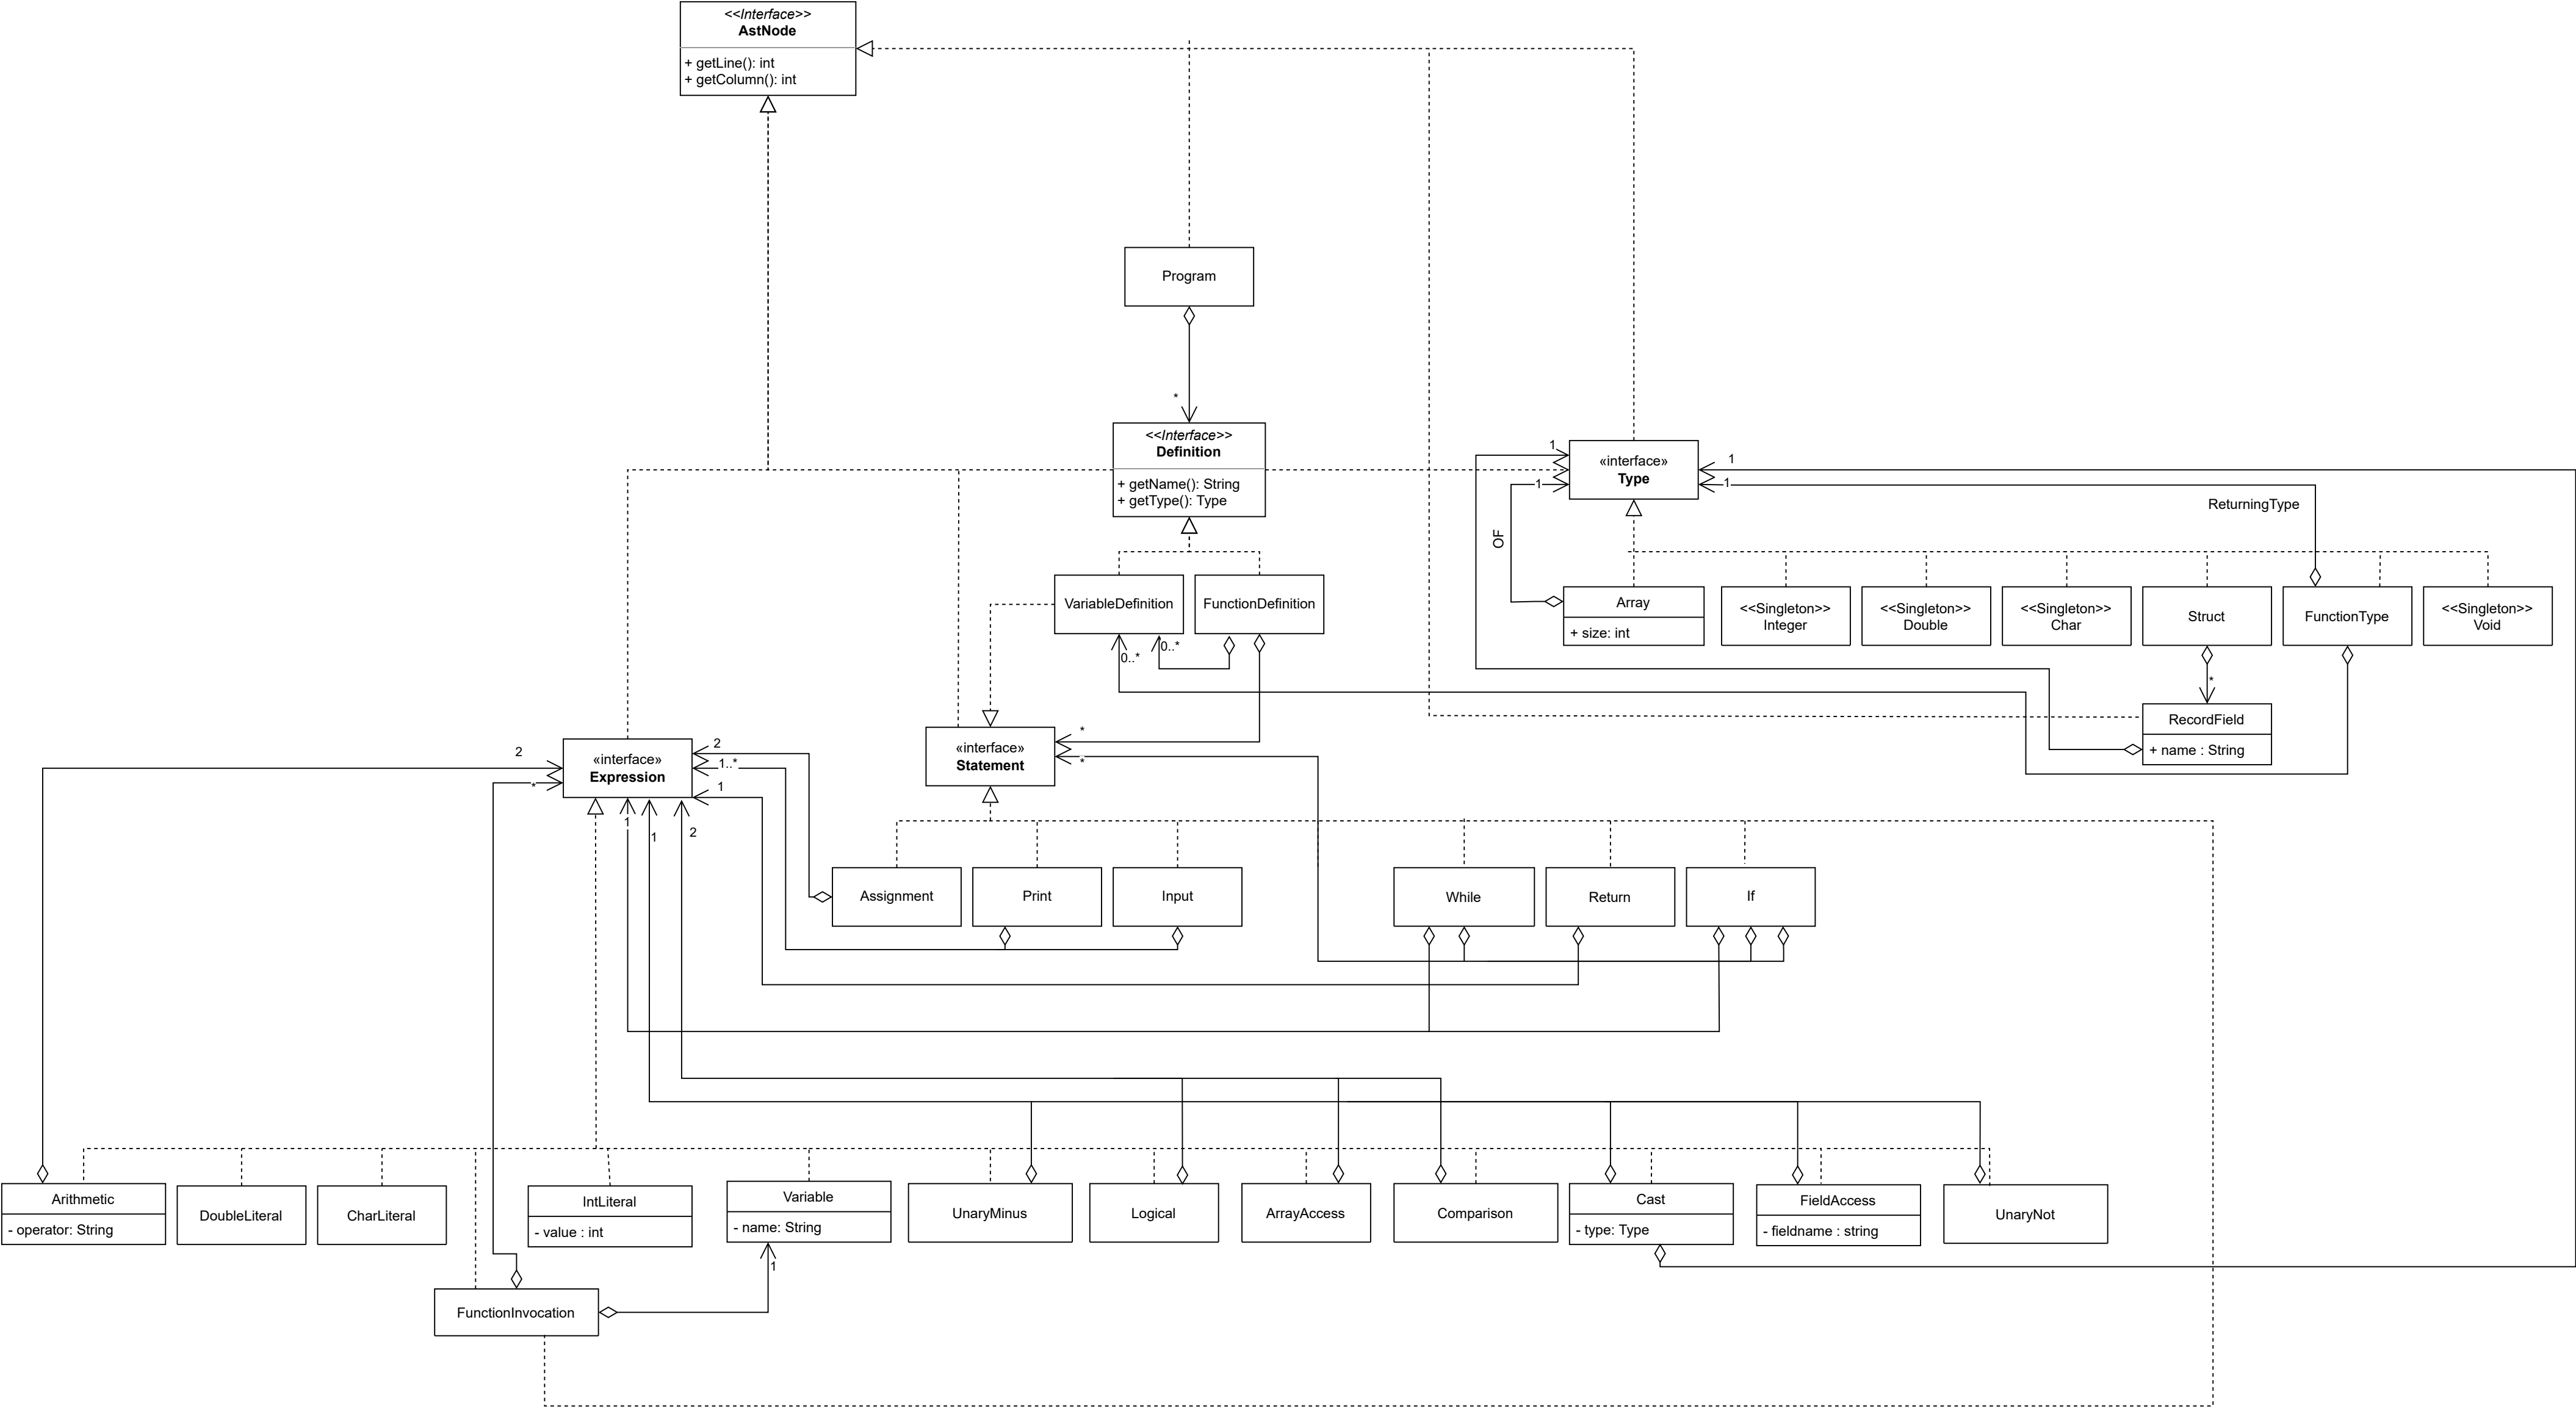 <<Interface>>
AstNode
+ getLine(): int
+ getColumn(): int
Program
*
<<Interface>>
Definition
+ getName(): String
+ getType(): Type
1
«interface»
Type
1
1
1
ReturningType
OF
VariableDefinition
FunctionDefinition
Array
+ size: int
<<Singleton>>
Integer
<<Singleton>>
Double
<<Singleton>>
Char
Struct
FunctionType
<<Singleton>>
Void
0..*
0..*
*
RecordField
+ name : String
2
«interface»
Expression
2
1..*
1
*
1
1
2
«interface»
Statement
*
*
Assignment
Print
Input
While
Return
If
Arithmetic
- operator: String
DoubleLiteral
CharLiteral
IntLiteral
- value : int
Variable
- name: String
UnaryMinus
Logical
ArrayAccess
Comparison
Cast
- type: Type
FieldAccess
- fieldname : string
UnaryNot
1
FunctionInvocation